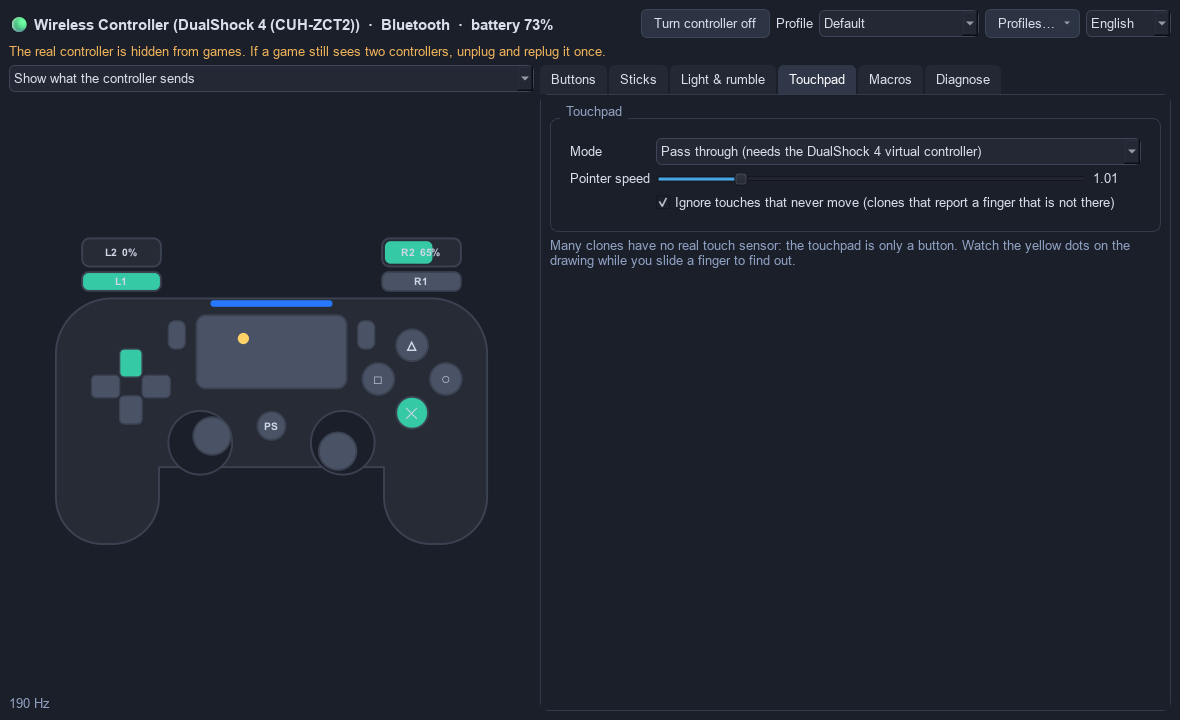 Wireless Controller (DualShock 4 (CUH-ZCT2)) · Bluetooth · battery 73%
Turn controller off
Profile
Default
Profiles…
English
The real controller is hidden from games. If a game still sees two controllers, unplug and replug it once.
Show what the controller sends
Buttons
Sticks
Light & rumble
Touchpad
Macros
Diagnose
Touchpad
Mode
Pass through (needs the DualShock 4 virtual controller)
Pointer speed
1.01
Ignore touches that never move (clones that report a finger that is not there)
Many clones have no real touch sensor: the touchpad is only a button. Watch the yellow dots on the
drawing while you slide a finger to find out.
L2 0%
R2 65%
L1
R1
PS
190 Hz